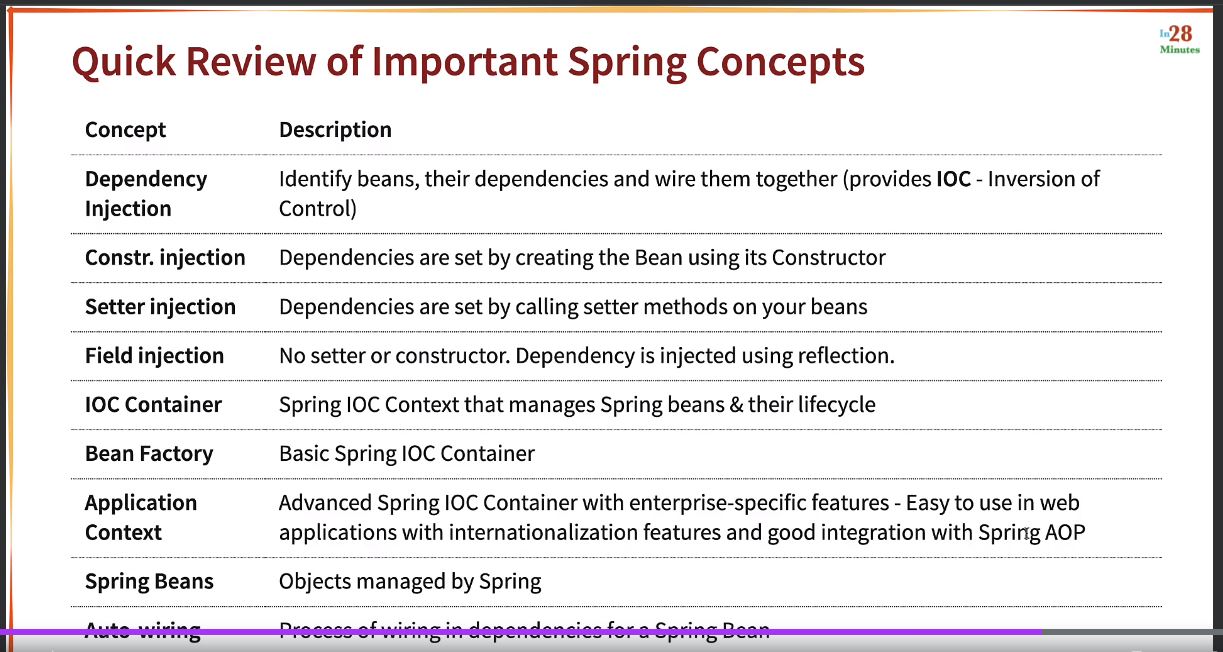 In28
Minutes
Quick Review of Important Spring Concepts
Concept Description
Dependency Injection Identify beans, their dependencies and wire them together (provides IOC - Inversion of
Control)
Constr. injection Dependencies are set by creating the Bean using its Constructor
Setter injection Dependencies are set by calling setter methods on your beans
Field injection No setter or constructor. Dependency is injected using reflection.
IOC Container Spring IOC Context that manages Spring beans & their lifecycle
Bean Factory Basic Spring IOC Container
Application Context Advanced Spring IOC Container with enterprise-specific features - Easy to use in web
applications with internationalization features and good integration with Spring AOP
Spring Beans Objects managed by Spring
Auto-wiring Process of wiring in dependencies for a Spring Bean